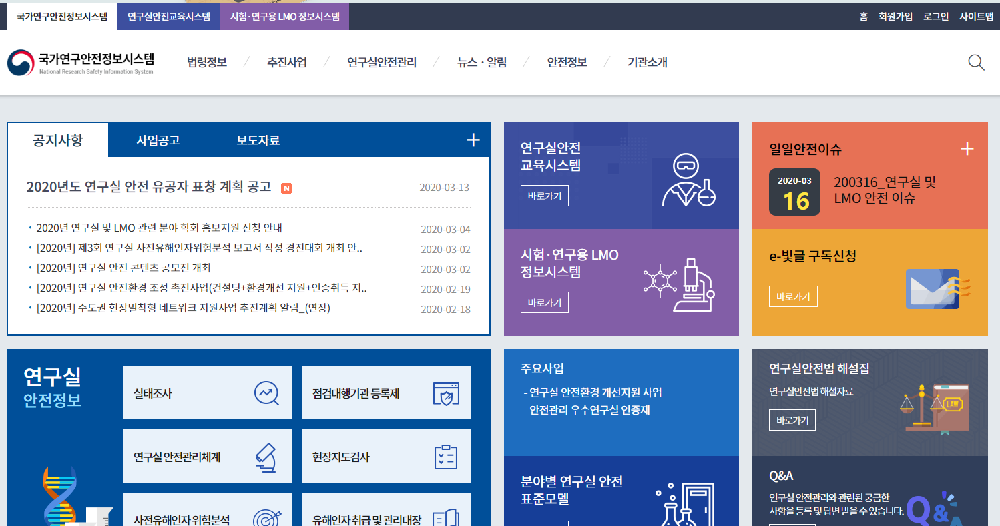 국가연구안전정보시스템
연구실안전교육시스템
시험·연구용 LMO 정보시스템
홈
회원가입
로그인
사이트맵
국가연구안전정보시스템
National Research Safety Information System
법령정보
추진사업
연구실안전관리
뉴스·알림
안전정보
기관소개
공지사항
사업공고
보도자료
2020년도 연구실 안전 유공자 표창 계획 공고 N 2020-03-13
· 2020년 연구실 및 LMO 관련 분야 학회 홍보지원 신청 안내 2020-03-04
· [2020년] 제3회 연구실 사전유해인자위험분석 보고서 작성 경진대회 개최 안.. 2020-03-02
· [2020년] 연구실 안전 콘텐츠 공모전 개최 2020-03-02
· [2020년] 연구실 안전환경 조성 촉진사업(컨설팅+환경개선 지원+인증취득 지.. 2020-02-19
· [2020년] 수도권 현장밀착형 네트워크 지원사업 추진계획 알림_(연장) 2020-02-18
연구실안전
교육시스템
바로가기
시험·연구용 LMO
정보시스템
바로가기
일일안전이슈
2020-03
16
200316_연구실 및
LMO 안전 이슈
e-빛글 구독신청
바로가기
연구실
안전정보
실태조사
점검대행기관 등록제
연구실 안전관리체계
현장지도검사
사전유해인자 위험분석
유해인자 취급 및 관리대장
주요사업
- 연구실 안전환경 개선지원 사업
- 안전관리 우수연구실 인증제
분야별 연구실 안전
표준모델
연구실안전법 해설집
연구실안전법 해설자료
바로가기
LAW
Q&A
연구실 안전관리와 관련된 궁금한
사항을 등록 및 답변 받을 수 있습니다.
Q&A